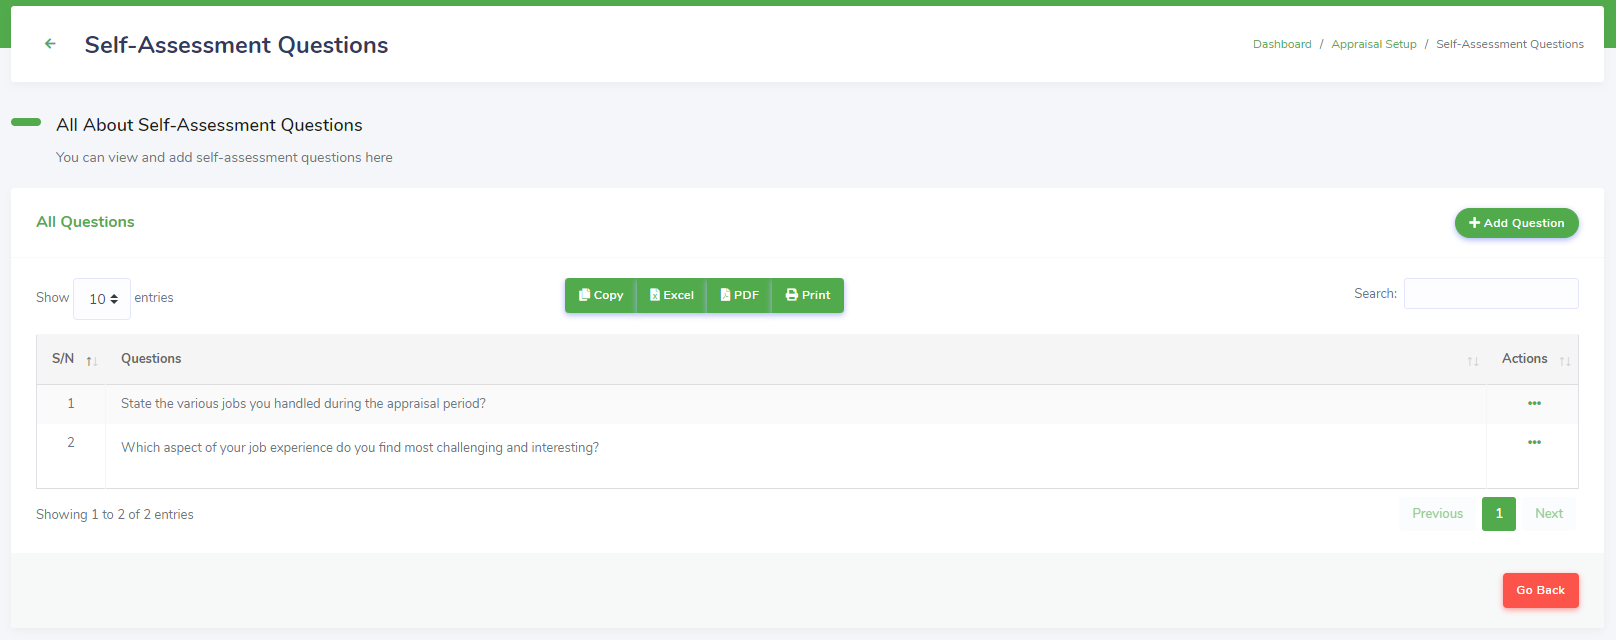 Self-Assessment Questions
Dashboard / Appraisal Setup / Self-Assessment Questions
All About Self-Assessment Questions
You can view and add self-assessment questions here
All Questions
Add Question
Show 10 entries
Copy Excel PDF Print
Search:
S/N Questions Actions
1 State the various jobs you handled during the appraisal period?
2 Which aspect of your job experience do you find most challenging and interesting?
Showing 1 to 2 of 2 entries
Previous 1 Next
Go Back